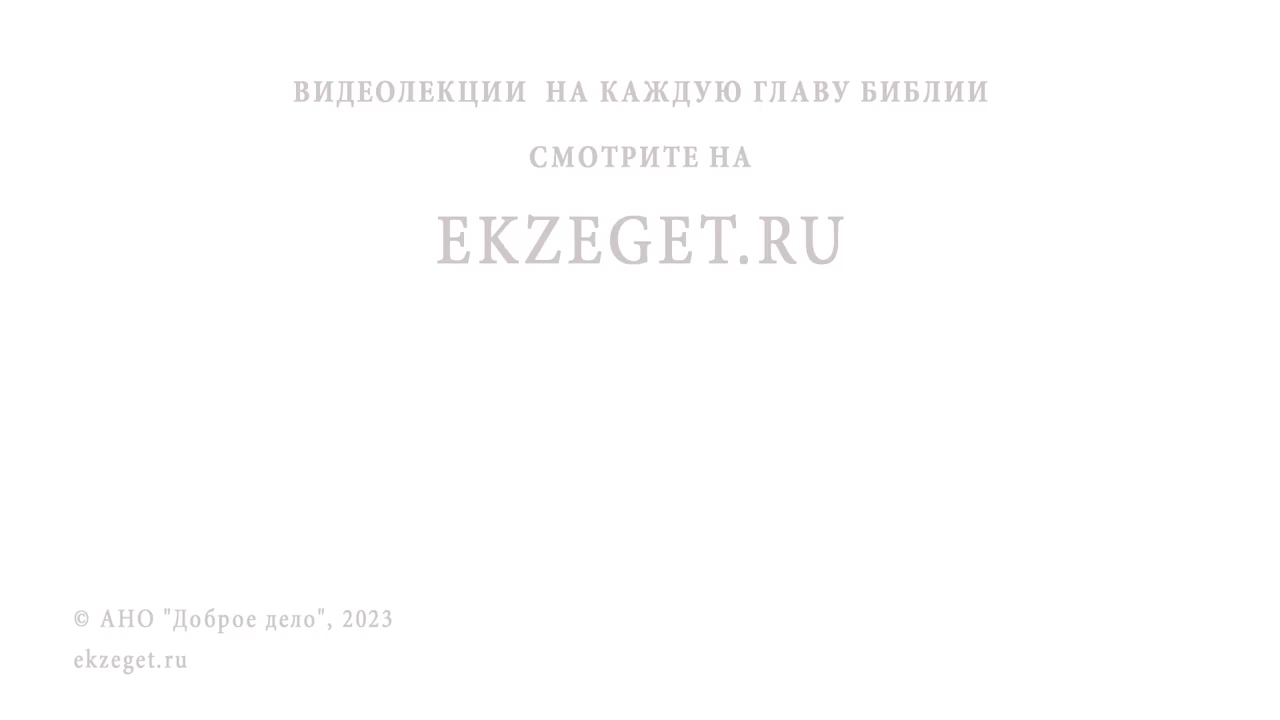 ВИДЕОЛЕКЦИИ НА КАЖДУЮ ГЛАВУ БИБЛИИ
СМОТРИТЕ НА
EKZEGET.RU
© АНО "Доброе дело", 2023
ekzeget.ru